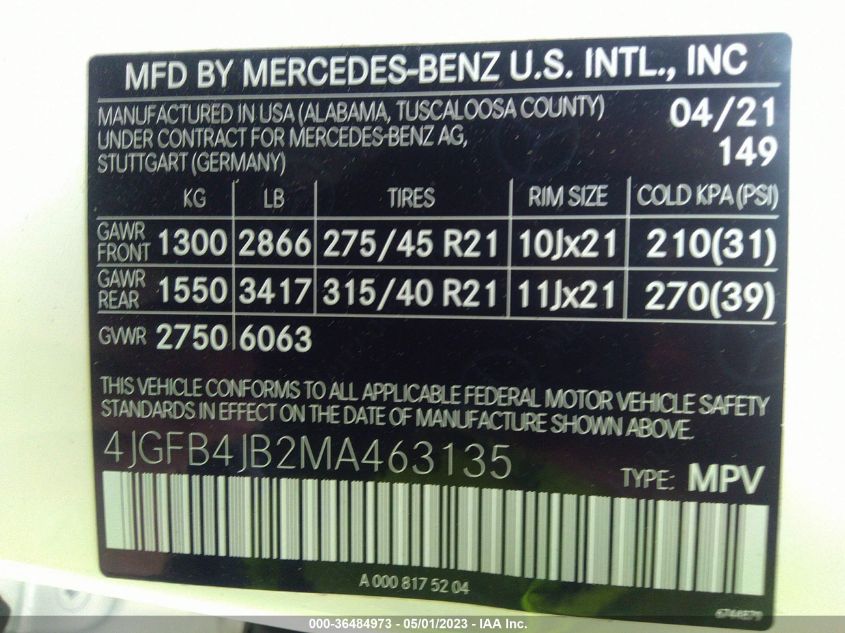 MFD BY MERCEDES-BENZ U.S. INTL., INC
MANUFACTURED IN USA (ALABAMA, TUSCALOOSA COUNTY) 04/21
UNDER CONTRACT FOR MERCEDES-BENZ AG,
STUTTGART (GERMANY) 149
KG LB TIRES RIM SIZE COLD KPA (PSI)
GAWR FRONT 1300 2866 275/45 R21 10Jx21 210(31)
GAWR REAR 1550 3417 315/40 R21 11Jx21 270(39)
GVWR 2750 6063
THIS VEHICLE CONFORMS TO ALL APPLICABLE FEDERAL MOTOR VEHICLE SAFETY
STANDARDS IN EFFECT ON THE DATE OF MANUFACTURE SHOWN ABOVE.
4JGFB4JB2MA463135
TYPE: MPV
A 000 817 52 04
000-36484973 - 05/01/2023 - IAA Inc.